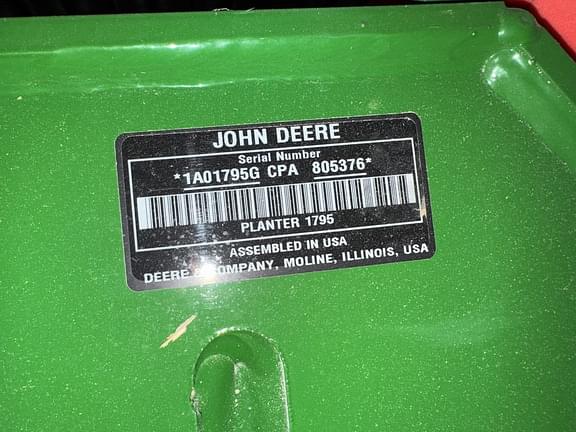 JOHN DEERE
Serial Number
*1A01795G CPA 805376*
PLANTER 1795
ASSEMBLED IN USA
DEERE & COMPANY, MOLINE, ILLINOIS, USA